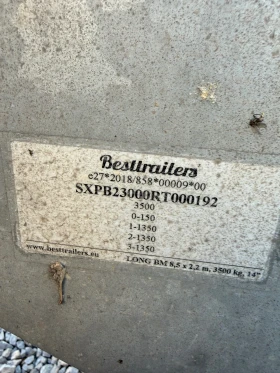 Besttrailers
e27*2018/858*00009*00
SXPB23000RT000192
3500
0-150
1-1350
2-1350
3-1350
www.besttrailers.eu LONG BM 8,5 x 2,2 m, 3500 kg, 14"